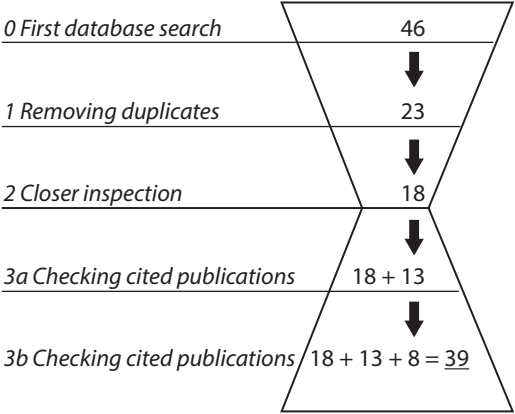 0 First database search 46
1 Removing duplicates 23
2 Closer inspection 18
3a Checking cited publications 18 + 13
3b Checking cited publications 18 + 13 + 8 = 39